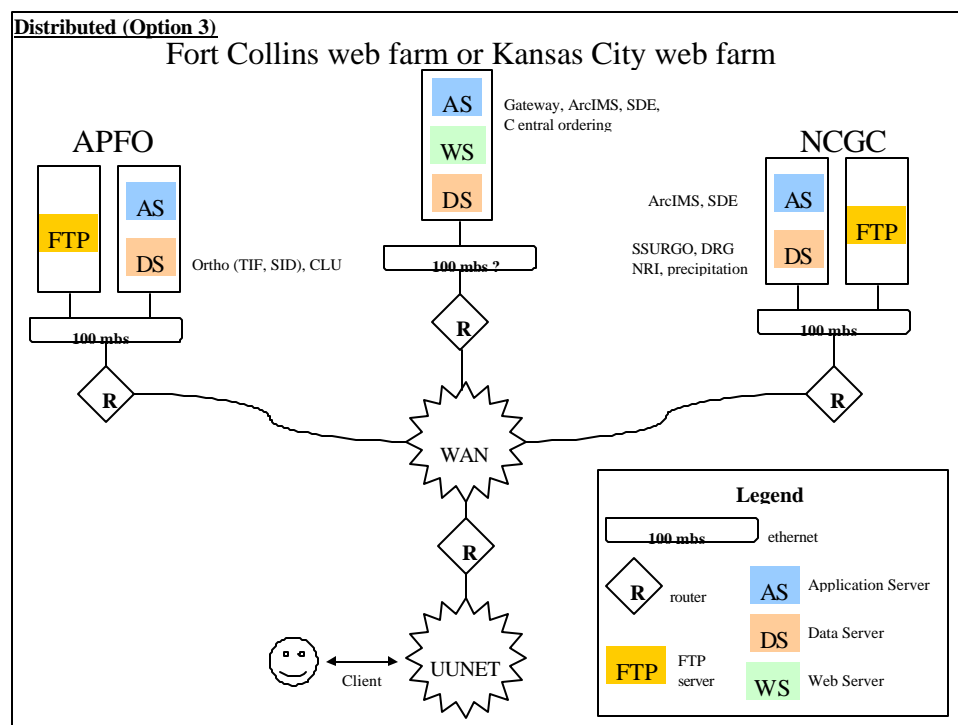 Distributed (Option 3)
Fort Collins web farm or Kansas City web farm
AS
WS
DS
Gateway, ArcIMS, SDE,
C entral ordering
100 mbs ?
R
APFO
FTP
AS
DS
Ortho (TIF, SID), CLU
100 mbs
R
NCGC
ArcIMS, SDE
SSURGO, DRG
NRI, precipitation
AS
DS
FTP
100 mbs
R
WAN
R
UUNET
Client
Legend
100 mbs
ethernet
R
router
AS
Application Server
DS
Data Server
FTP
FTP
server
WS
Web Server